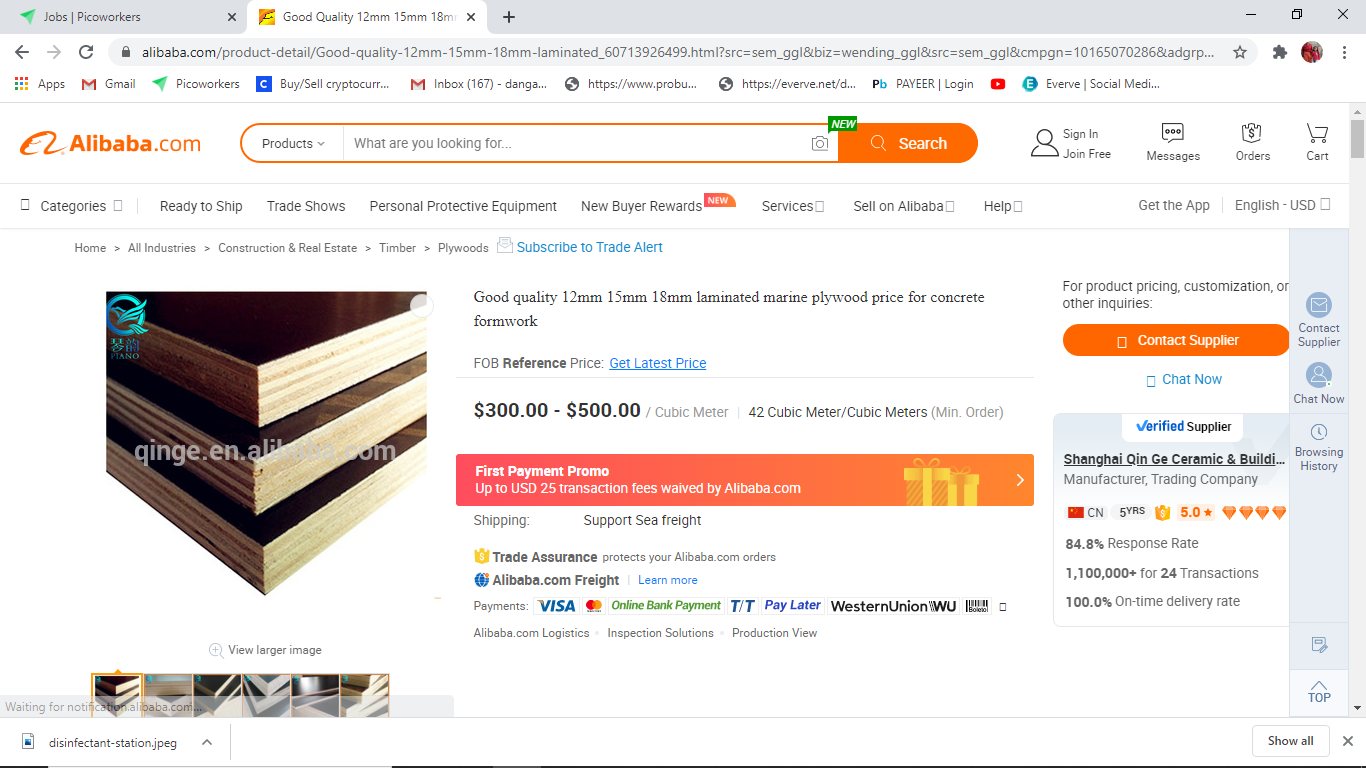 Jobs | Picoworkers
Good Quality 12mm 15mm 18mm
alibaba.com/product-detail/Good-quality-12mm-15mm-18mm-laminated_60713926499.html?src=sem_ggl&biz=wending_ggl&src=sem_ggl&cmpgn=10165070286&adgrp...
Apps Gmail Picoworkers Buy/Sell cryptocurr... Inbox (167) - danga... https://www.probu... https://everve.net/d... Pb PAYEER | Login Everve | Social Medi...
Alibaba.com
Products What are you looking for... NEW Search
Sign In
Join Free
Messages Orders Cart
Categories Ready to Ship Trade Shows Personal Protective Equipment New Buyer Rewards NEW Services Sell on Alibaba Help Get the App English - USD
Home > All Industries > Construction & Real Estate > Timber > Plywoods Subscribe to Trade Alert
琴的
PIANO
qinge.en.alibaba.com
View larger image
Good quality 12mm 15mm 18mm laminated marine plywood price for concrete
formwork
FOB Reference Price: Get Latest Price
$300.00 - $500.00 / Cubic Meter | 42 Cubic Meter/Cubic Meters (Min. Order)
First Payment Promo
Up to USD 25 transaction fees waived by Alibaba.com
Shipping: Support Sea freight
Trade Assurance protects your Alibaba.com orders
Alibaba.com Freight | Learn more
Payments: VISA Online Bank Payment T/T Pay Later WesternUnion WU Boleto
Alibaba.com Logistics Inspection Solutions Production View
For product pricing, customization, or
other inquiries:
Contact Supplier
Chat Now
Verified Supplier
Shanghai Qin Ge Ceramic & Buildi...
Manufacturer, Trading Company
CN 5YRS 5.0
84.8% Response Rate
1,100,000+ for 24 Transactions
100.0% On-time delivery rate
Contact
Supplier
Chat Now
Browsing
History
TOP
Waiting for notification.alibaba.com...
disinfectant-station.jpeg
Show all